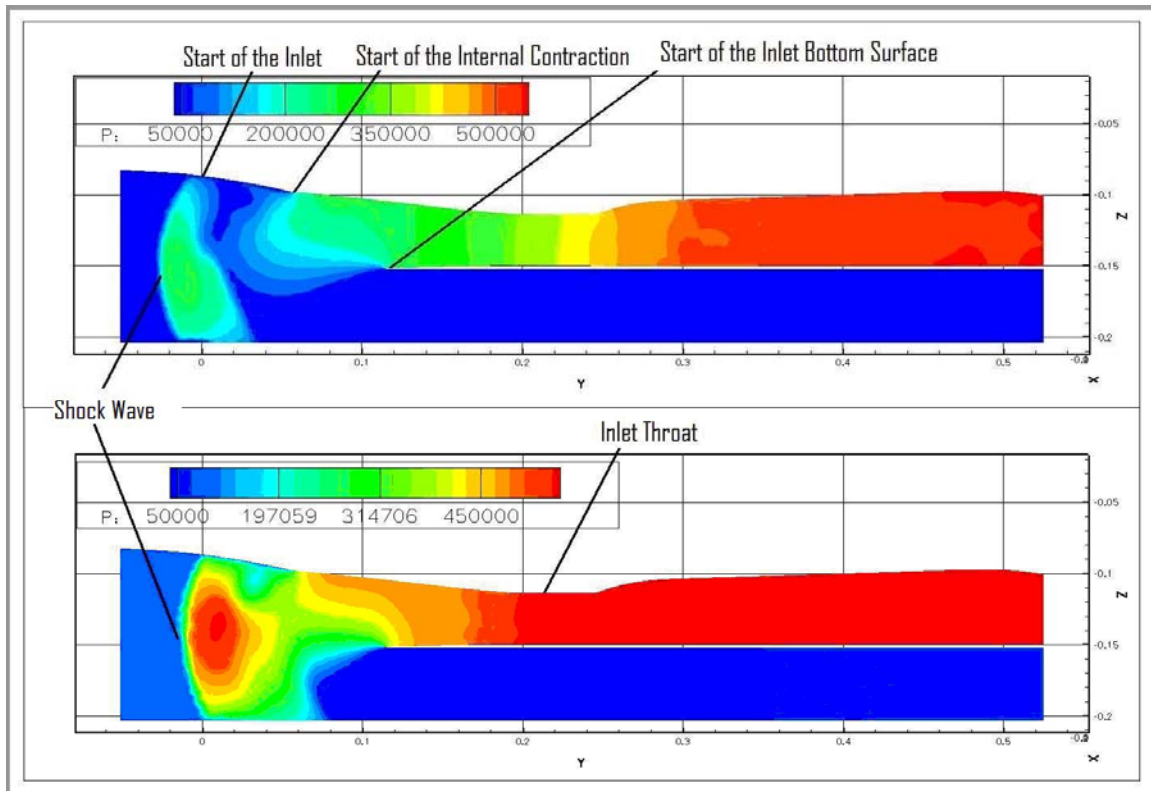 Start of the Inlet
Start of the Internal Contraction
Start of the Inlet Bottom Surface
P: 50000 200000 350000 500000
-0.05
-0.1
-0.15
-0.2
Z
0 0.1 0.2 0.3 0.4 0.5
Y
X
Shock Wave
Inlet Throat
P: 50000 197059 314706 450000
-0.05
-0.1
-0.15
-0.2
Z
0 0.1 0.2 0.3 0.4 0.5
Y
X